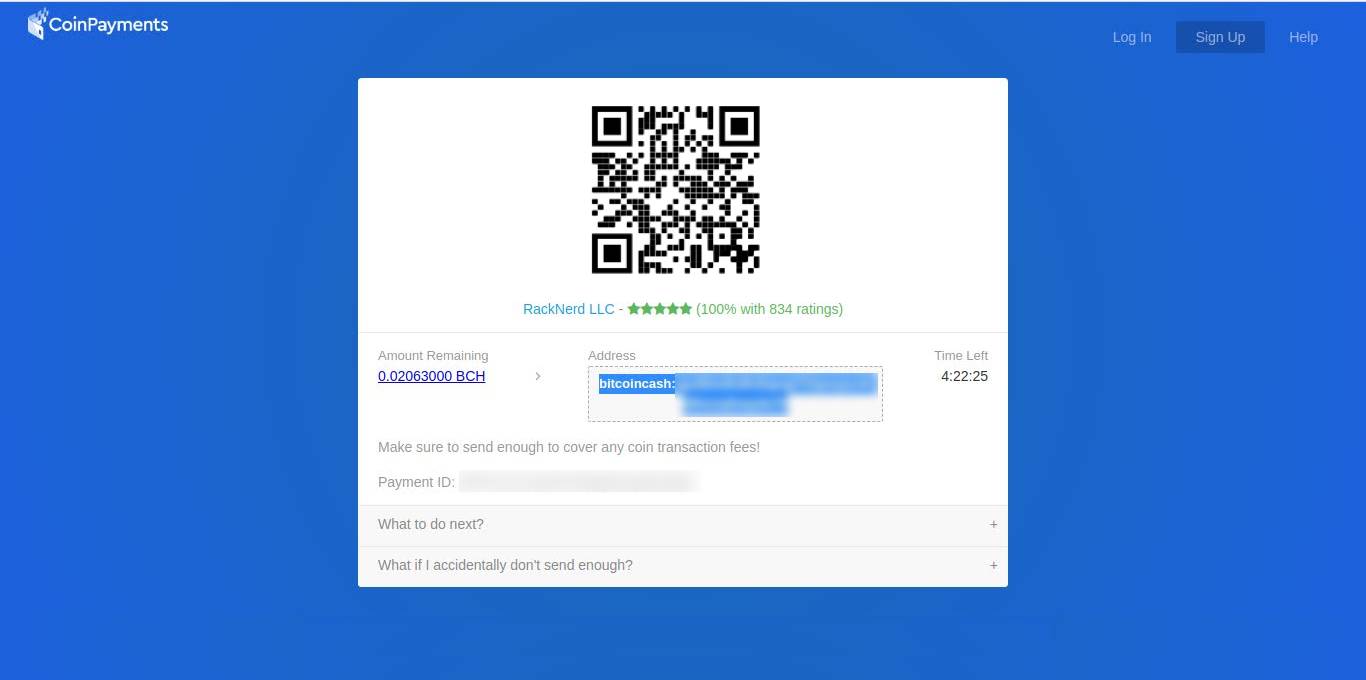 CoinPayments
Log In
Sign Up
Help
RackNerd LLC - ★★★★★ (100% with 834 ratings)
Amount Remaining
Address
Time Left
0.02063000 BCH
bitcoincash:
4:22:25
Make sure to send enough to cover any coin transaction fees!
Payment ID:
What to do next? +
What if I accidentally don't send enough? +